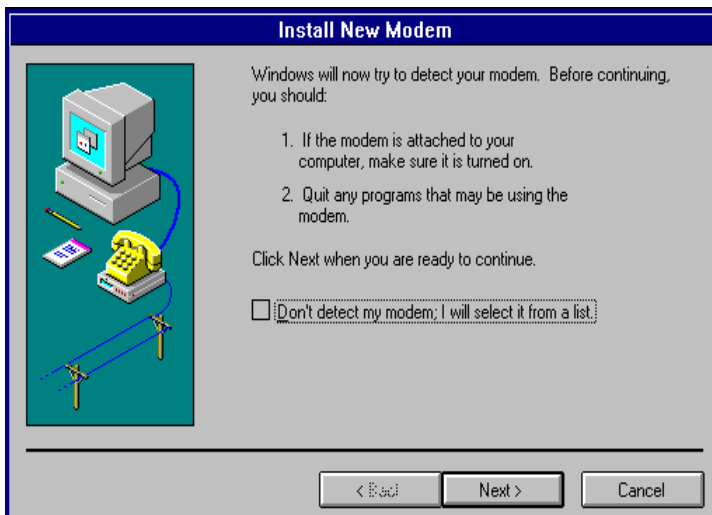 Install New Modem
Windows will now try to detect your modem. Before continuing,
you should:
1. If the modem is attached to your
computer, make sure it is turned on.
2. Quit any programs that may be using the
modem.
Click Next when you are ready to continue.
Don't detect my modem; I will select it from a list.
< Back
Next >
Cancel